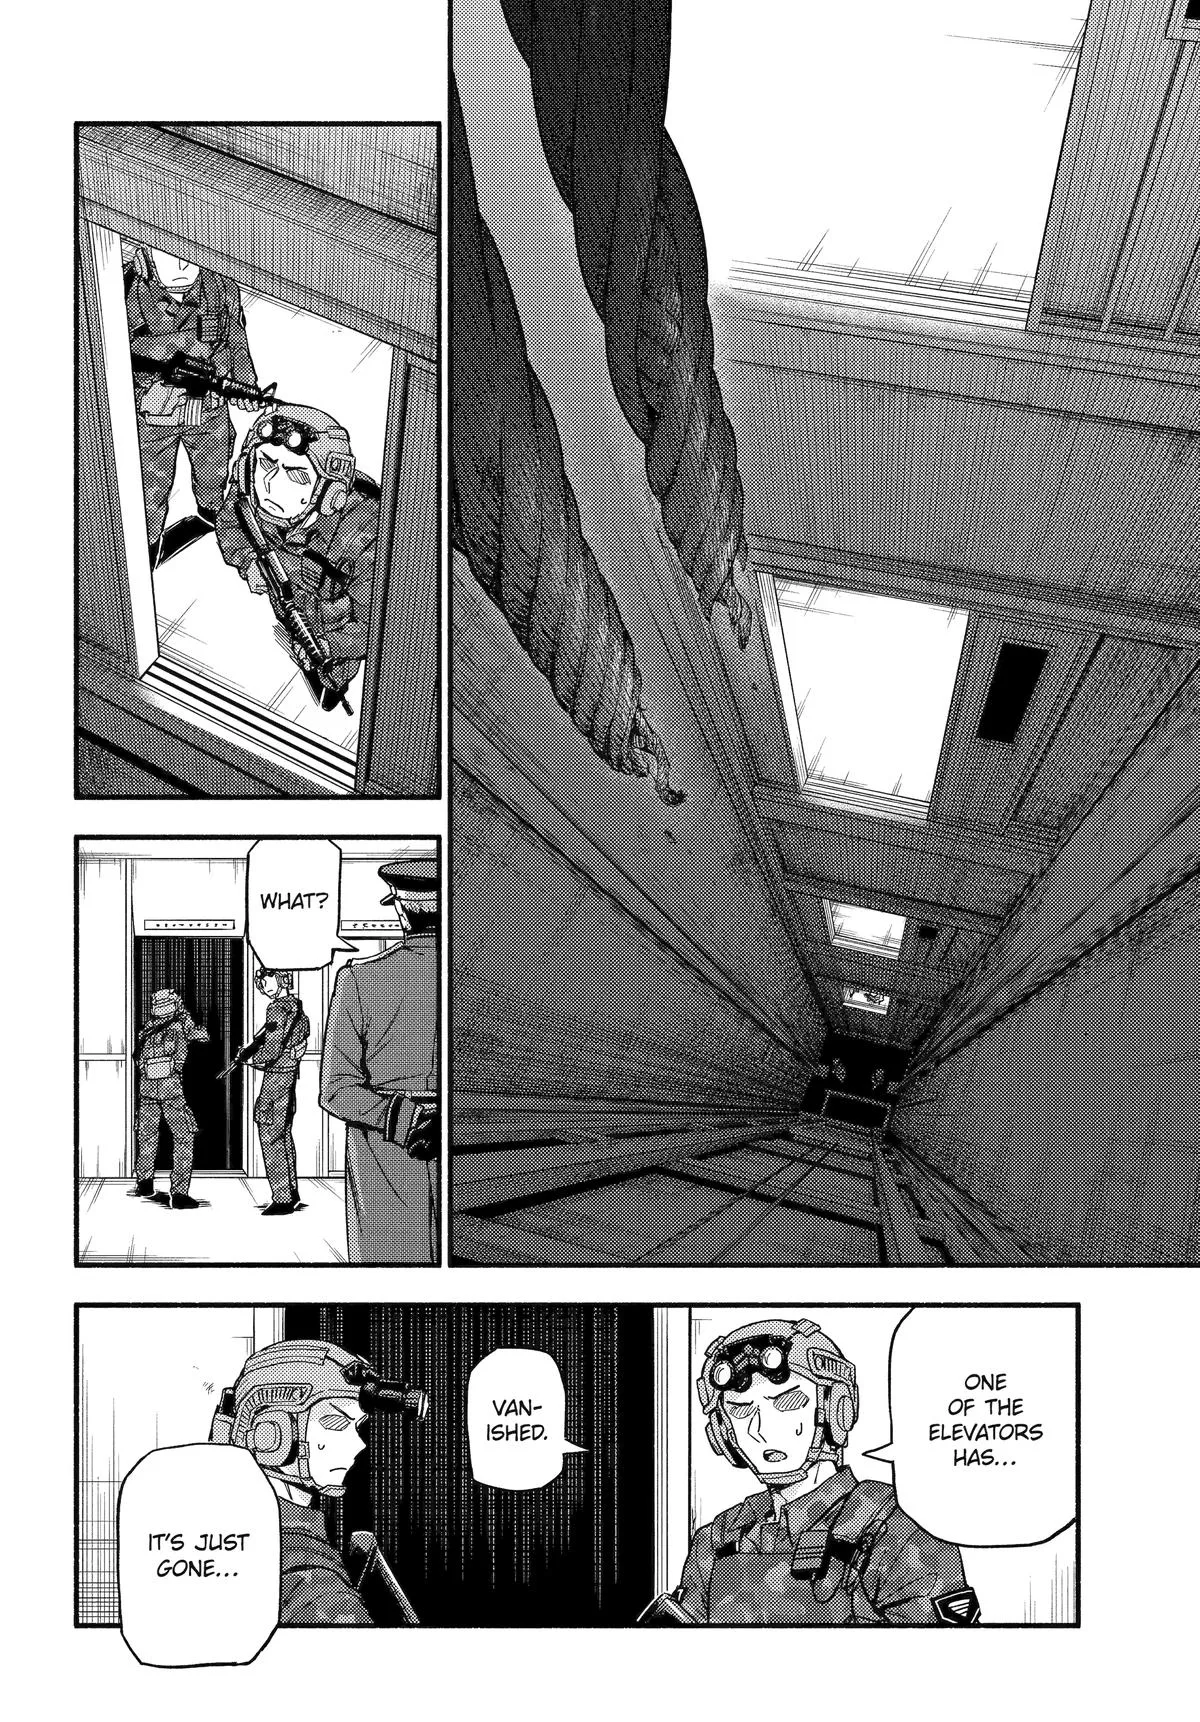 WHAT?
ONE
OF THE
ELEVATORS
HAS...
VAN-
ISHED.
IT'S JUST
GONE...